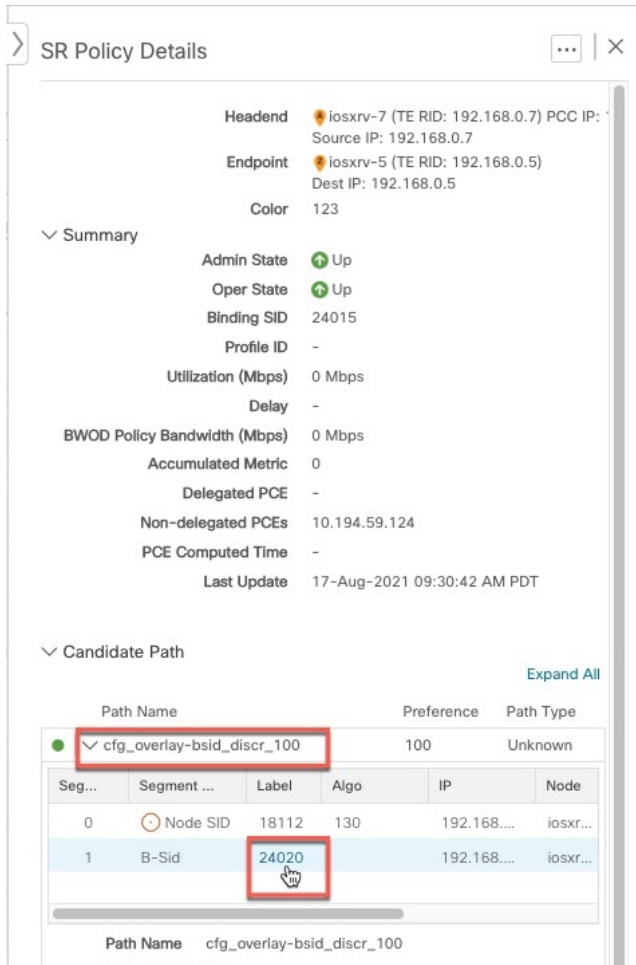 SR Policy Details
...
Headend iosxrv-7 (TE RID: 192.168.0.7) PCC IP:
Source IP: 192.168.0.7
Endpoint iosxrv-5 (TE RID: 192.168.0.5)
Dest IP: 192.168.0.5
Color 123
Summary
Admin State Up
Oper State Up
Binding SID 24015
Profile ID -
Utilization (Mbps) 0 Mbps
Delay -
BWOD Policy Bandwidth (Mbps) 0 Mbps
Accumulated Metric 0
Delegated PCE -
Non-delegated PCEs 10.194.59.124
PCE Computed Time -
Last Update 17-Aug-2021 09:30:42 AM PDT
Candidate Path
Expand All
Path Name Preference Path Type
cfg_overlay-bsid_discr_100 100 Unknown
Seg... Segment ... Label Algo IP Node
0 Node SID 18112 130 192.168.... iosxr...
1 B-Sid 24020 192.168.... iosxr...
Path Name cfg_overlay-bsid_discr_100